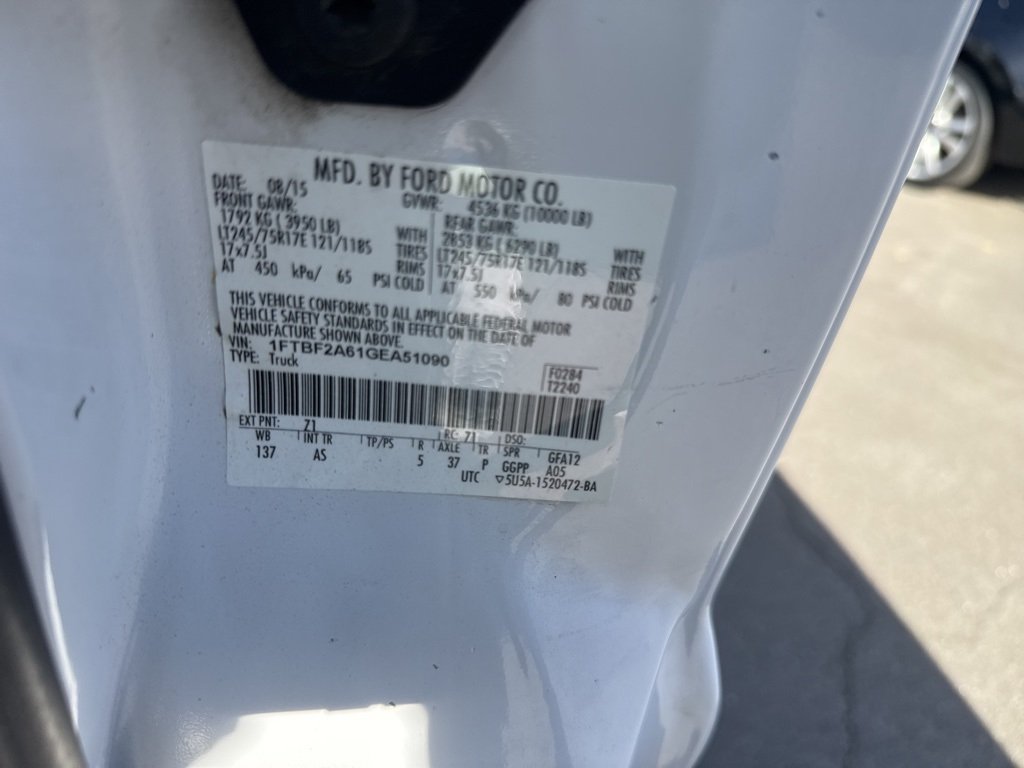 MFD. BY FORD MOTOR CO.
DATE: 08/15 GVWR: 4536 KG (10000 LB)
FRONT GAWR: REAR GAWR:
1792 KG ( 3950 LB) WITH 2853 KG ( 6290 LB) WITH
LT245/75R17E 121/118S TIRES LT245/75R17E 121/118S TIRES
17x7.5J RIMS 17x7.5J RIMS
AT 450 kPa/ 65 PSI COLD AT 550 kPa/ 80 PSI COLD
THIS VEHICLE CONFORMS TO ALL APPLICABLE FEDERAL MOTOR
VEHICLE SAFETY STANDARDS IN EFFECT ON THE DATE OF
MANUFACTURE SHOWN ABOVE.
VIN: 1FTBF2A61GEA51090
TYPE: Truck
F0284
T2240
EXT PNT: Z1 RC: 71 DSO:
WB INT TR TP/PS R AXLE TR SPR GFA12
137 AS 5 37 P GGPP A05
UTC ▽5U5A-1520472-BA